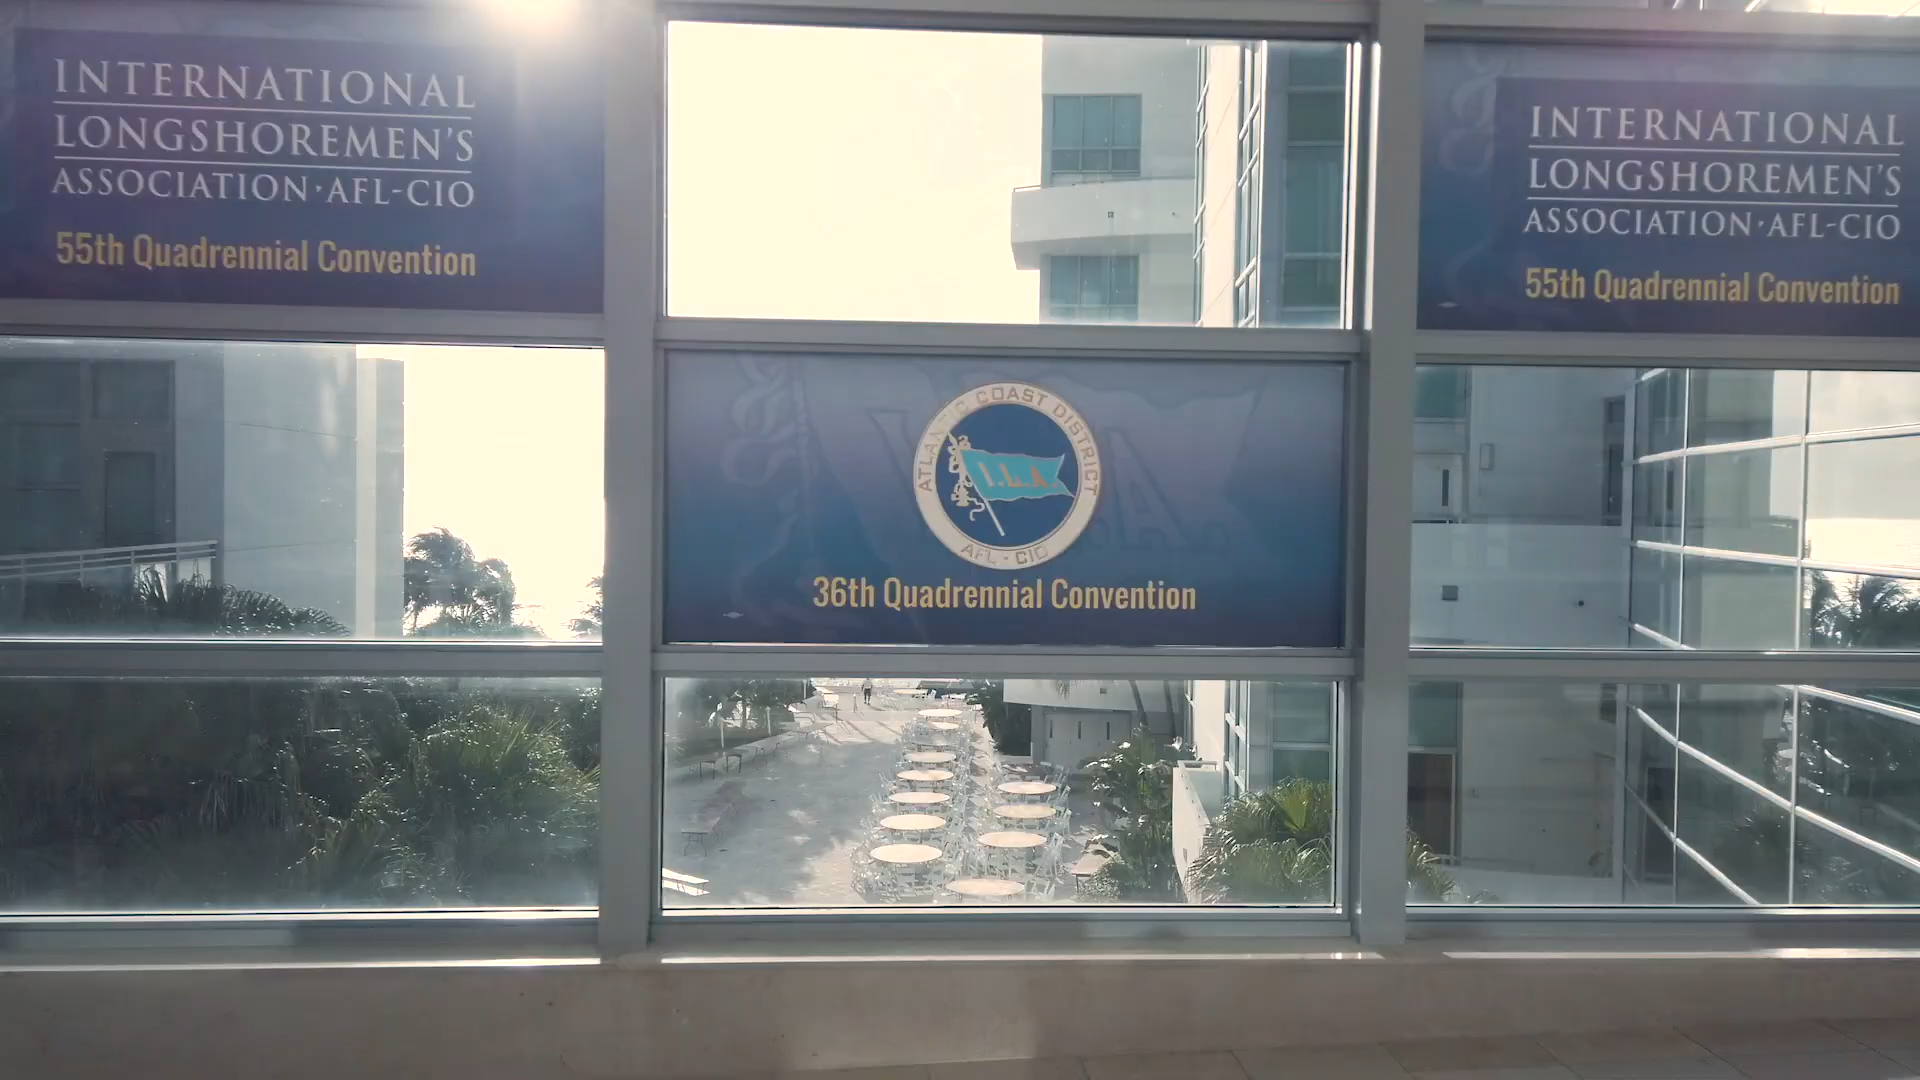 INTERNATIONAL
LONGSHOREMEN'S
ASSOCIATION·AFL-CIO
55th Quadrennial Convention
ATLANTIC COAST DISTRICT
I.L.A.
AFL - CIO
36th Quadrennial Convention
INTERNATIONAL
LONGSHOREMEN'S
ASSOCIATION·AFL-CIO
55th Quadrennial Convention